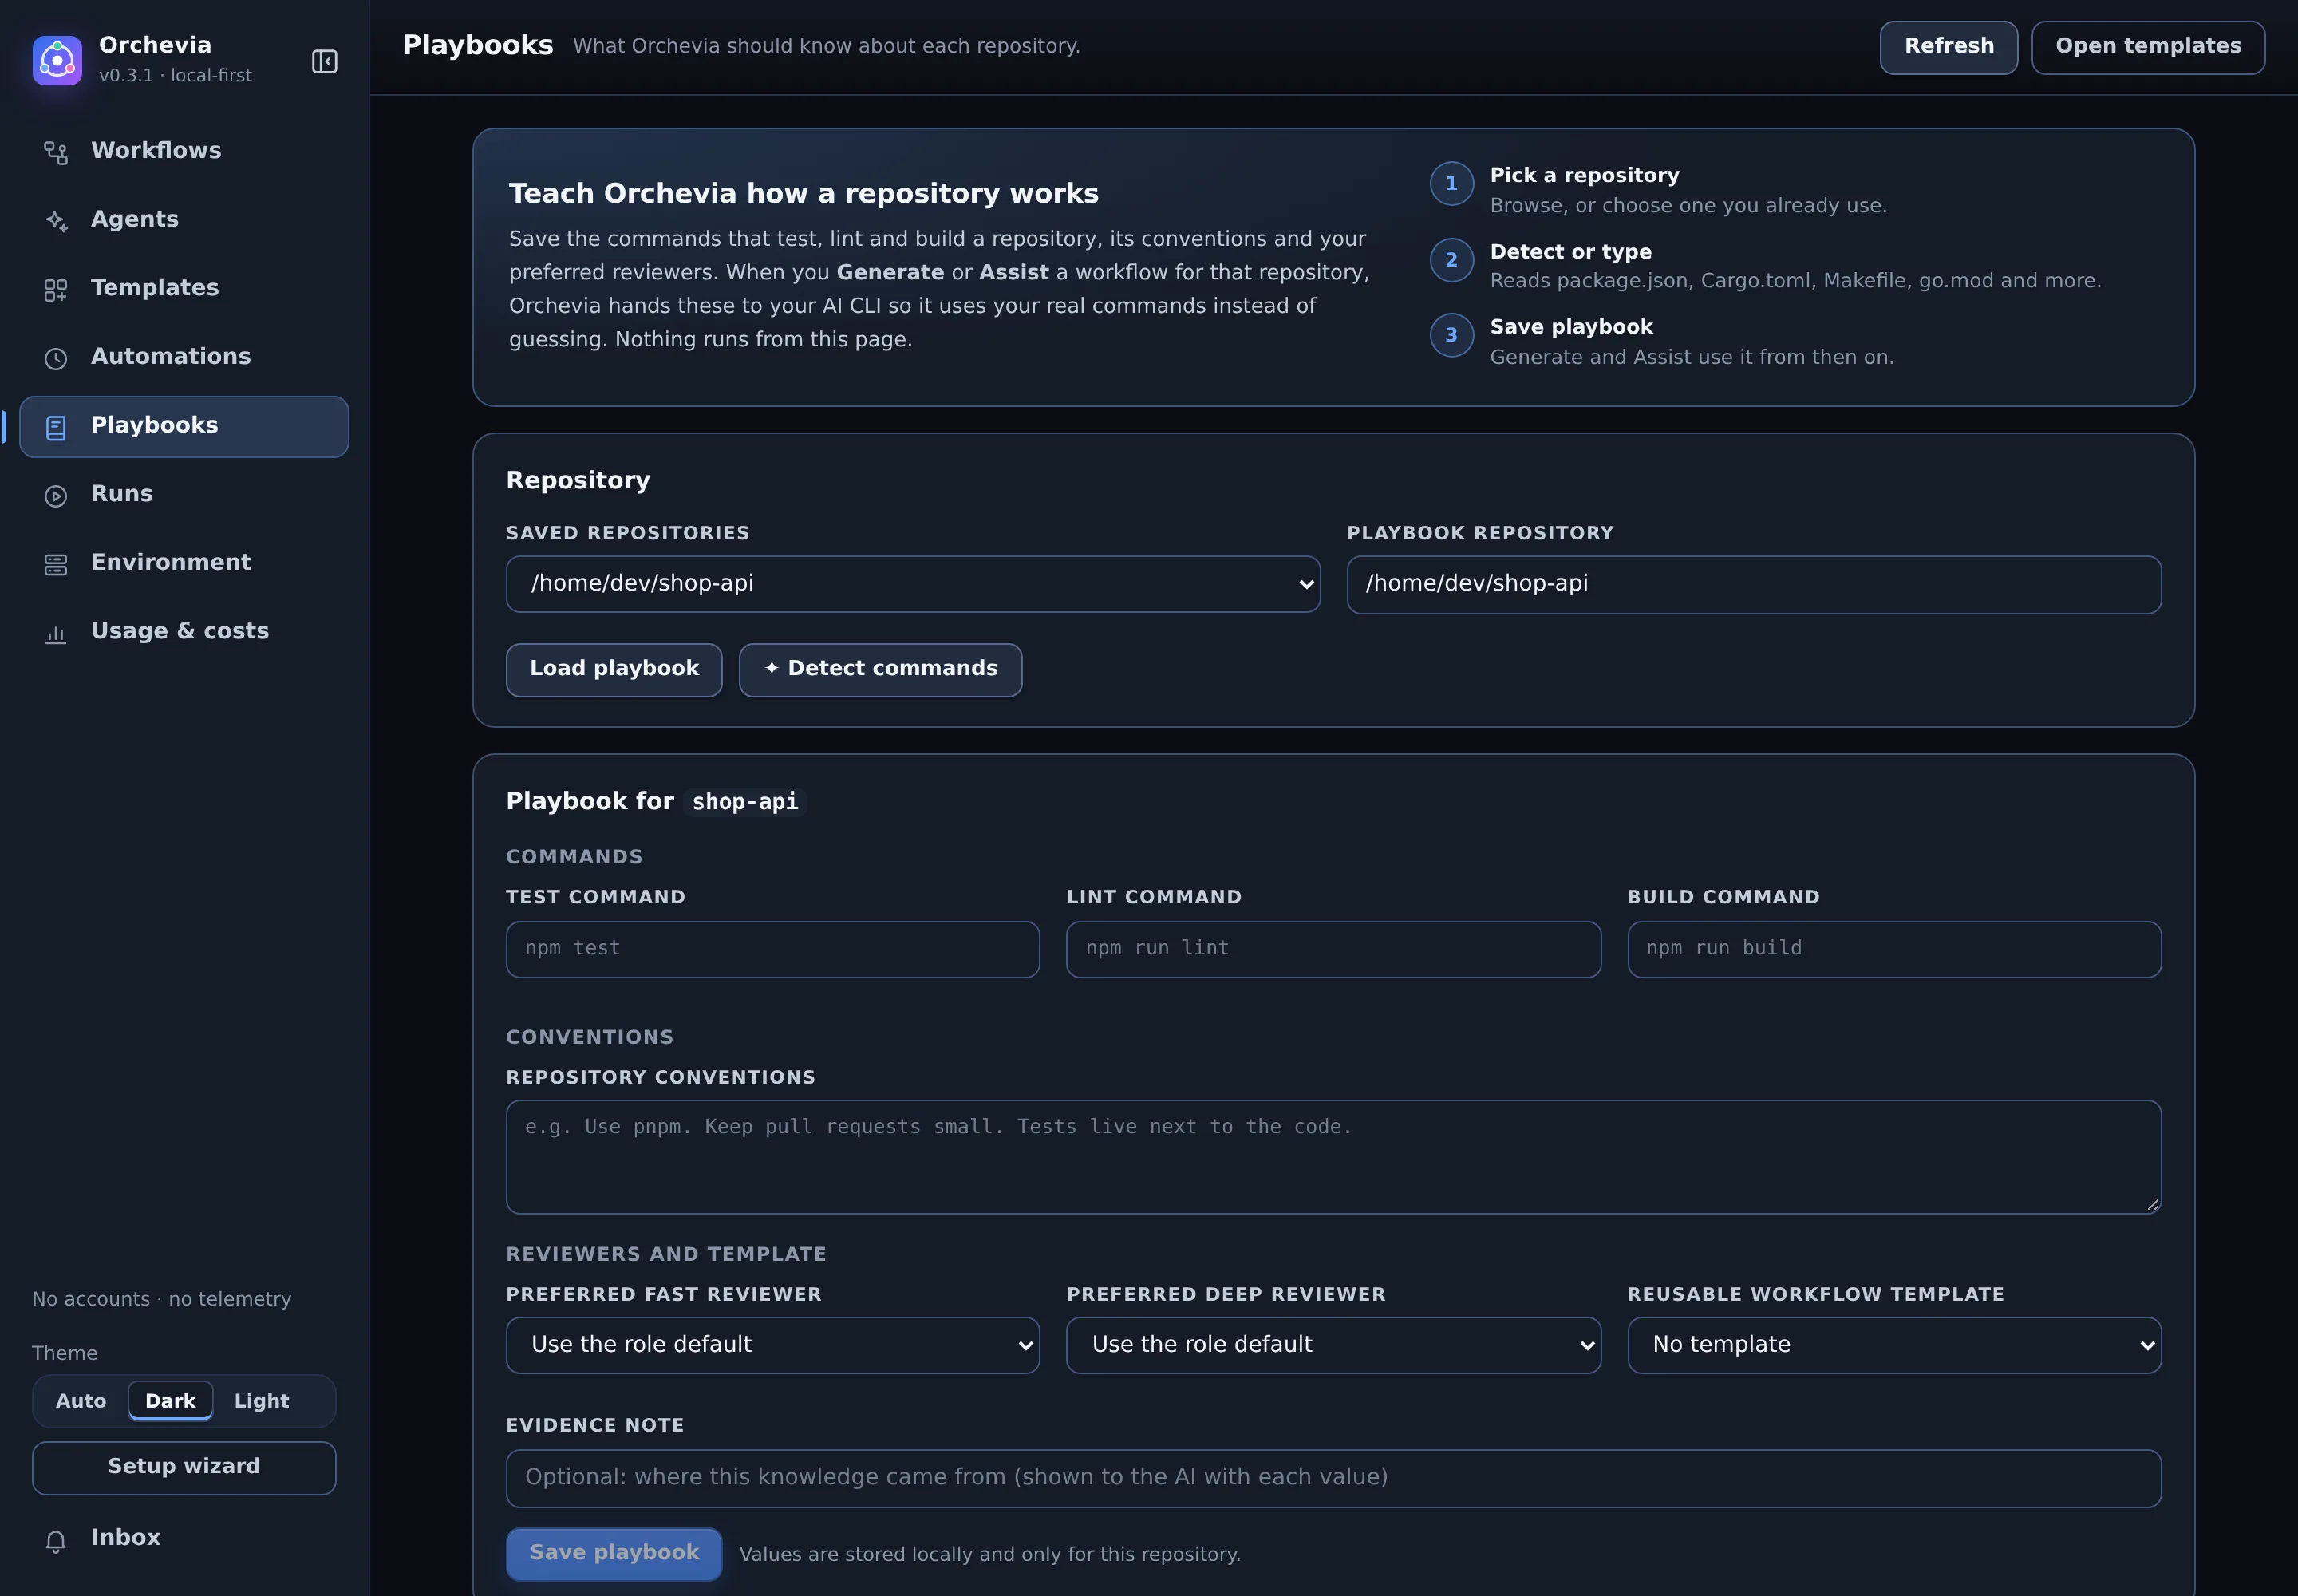 Orchevia
v0.3.1 · local-first
Workflows
Agents
Templates
Automations
Playbooks
Runs
Environment
Usage & costs
No accounts · no telemetry
Theme
Auto
Dark
Light
Setup wizard
Inbox
Playbooks
What Orchevia should know about each repository.
Refresh
Open templates
Teach Orchevia how a repository works
Save the commands that test, lint and build a repository, its conventions and your
preferred reviewers. When you Generate or Assist a workflow for that repository,
Orchevia hands these to your AI CLI so it uses your real commands instead of
guessing. Nothing runs from this page.
1
Pick a repository
Browse, or choose one you already use.
2
Detect or type
Reads package.json, Cargo.toml, Makefile, go.mod and more.
3
Save playbook
Generate and Assist use it from then on.
Repository
SAVED REPOSITORIES
/home/dev/shop-api
PLAYBOOK REPOSITORY
/home/dev/shop-api
Load playbook
✦ Detect commands
Playbook for shop-api
COMMANDS
TEST COMMAND
npm test
LINT COMMAND
npm run lint
BUILD COMMAND
npm run build
CONVENTIONS
REPOSITORY CONVENTIONS
e.g. Use pnpm. Keep pull requests small. Tests live next to the code.
REVIEWERS AND TEMPLATE
PREFERRED FAST REVIEWER
Use the role default
PREFERRED DEEP REVIEWER
Use the role default
REUSABLE WORKFLOW TEMPLATE
No template
EVIDENCE NOTE
Optional: where this knowledge came from (shown to the AI with each value)
Save playbook
Values are stored locally and only for this repository.